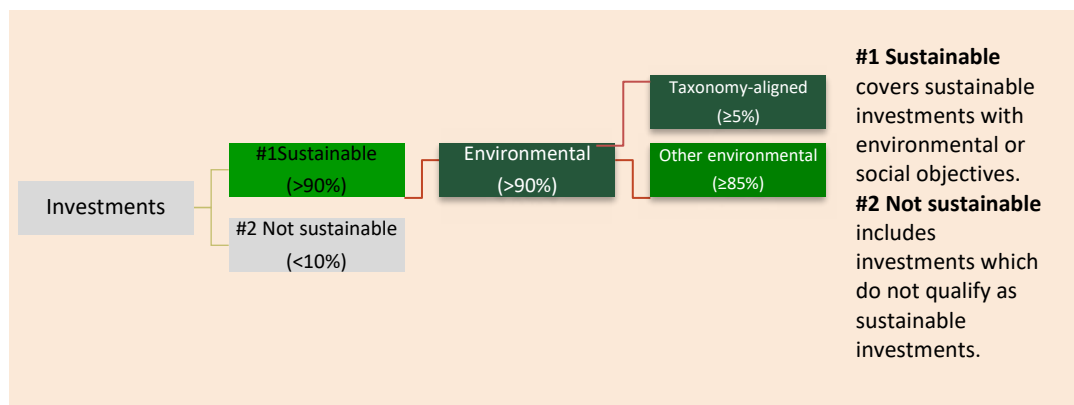 Investments
#1Sustainable
(>90%)
#2 Not sustainable
(<10%)
Environmental
(>90%)
Taxonomy-aligned
(≥5%)
Other environmental
(≥85%)
#1 Sustainable
covers sustainable
investments with
environmental or
social objectives.
#2 Not sustainable
includes
investments which
do not qualify as
sustainable
investments.